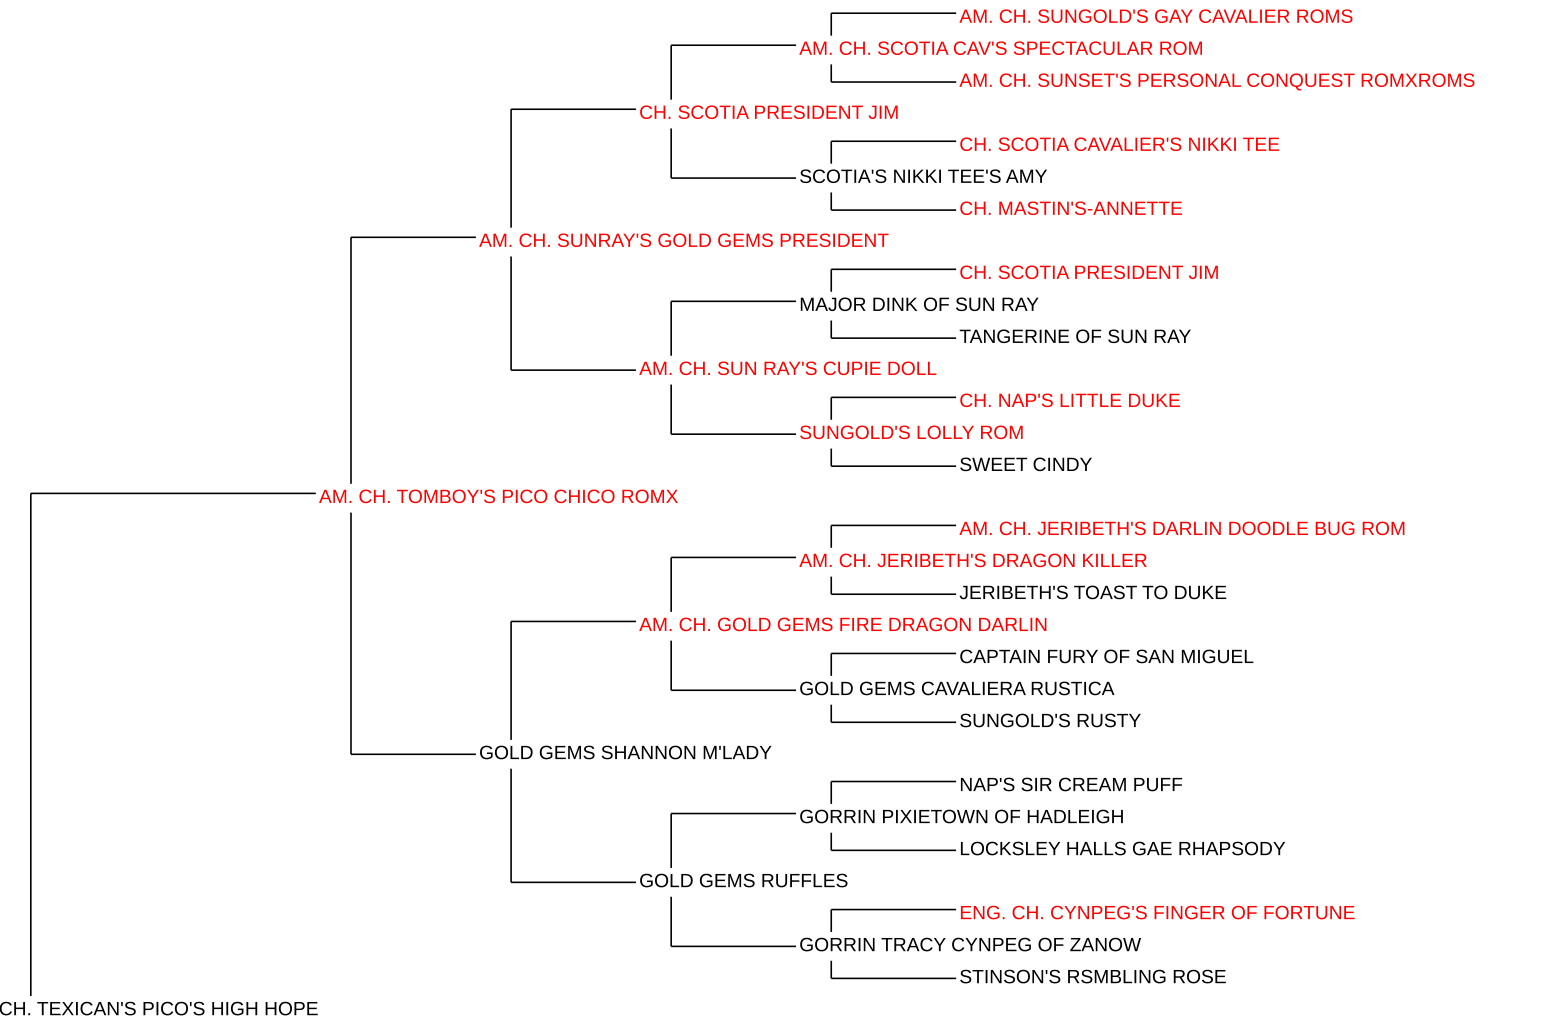 AM. CH. SUNGOLD'S GAY CAVALIER ROMS
AM. CH. SCOTIA CAV'S SPECTACULAR ROM
AM. CH. SUNSET'S PERSONAL CONQUEST ROMXROMS
CH. SCOTIA PRESIDENT JIM
CH. SCOTIA CAVALIER'S NIKKI TEE
SCOTIA'S NIKKI TEE'S AMY
CH. MASTIN'S-ANNETTE
AM. CH. SUNRAY'S GOLD GEMS PRESIDENT
CH. SCOTIA PRESIDENT JIM
MAJOR DINK OF SUN RAY
TANGERINE OF SUN RAY
AM. CH. SUN RAY'S CUPIE DOLL
CH. NAP'S LITTLE DUKE
SUNGOLD'S LOLLY ROM
SWEET CINDY
AM. CH. TOMBOY'S PICO CHICO ROMX
AM. CH. JERIBETH'S DARLIN DOODLE BUG ROM
AM. CH. JERIBETH'S DRAGON KILLER
JERIBETH'S TOAST TO DUKE
AM. CH. GOLD GEMS FIRE DRAGON DARLIN
CAPTAIN FURY OF SAN MIGUEL
GOLD GEMS CAVALIERA RUSTICA
SUNGOLD'S RUSTY
GOLD GEMS SHANNON M'LADY
NAP'S SIR CREAM PUFF
GORRIN PIXIETOWN OF HADLEIGH
LOCKSLEY HALLS GAE RHAPSODY
GOLD GEMS RUFFLES
ENG. CH. CYNPEG'S FINGER OF FORTUNE
GORRIN TRACY CYNPEG OF ZANOW
STINSON'S RSMBLING ROSE
CH. TEXICAN'S PICO'S HIGH HOPE